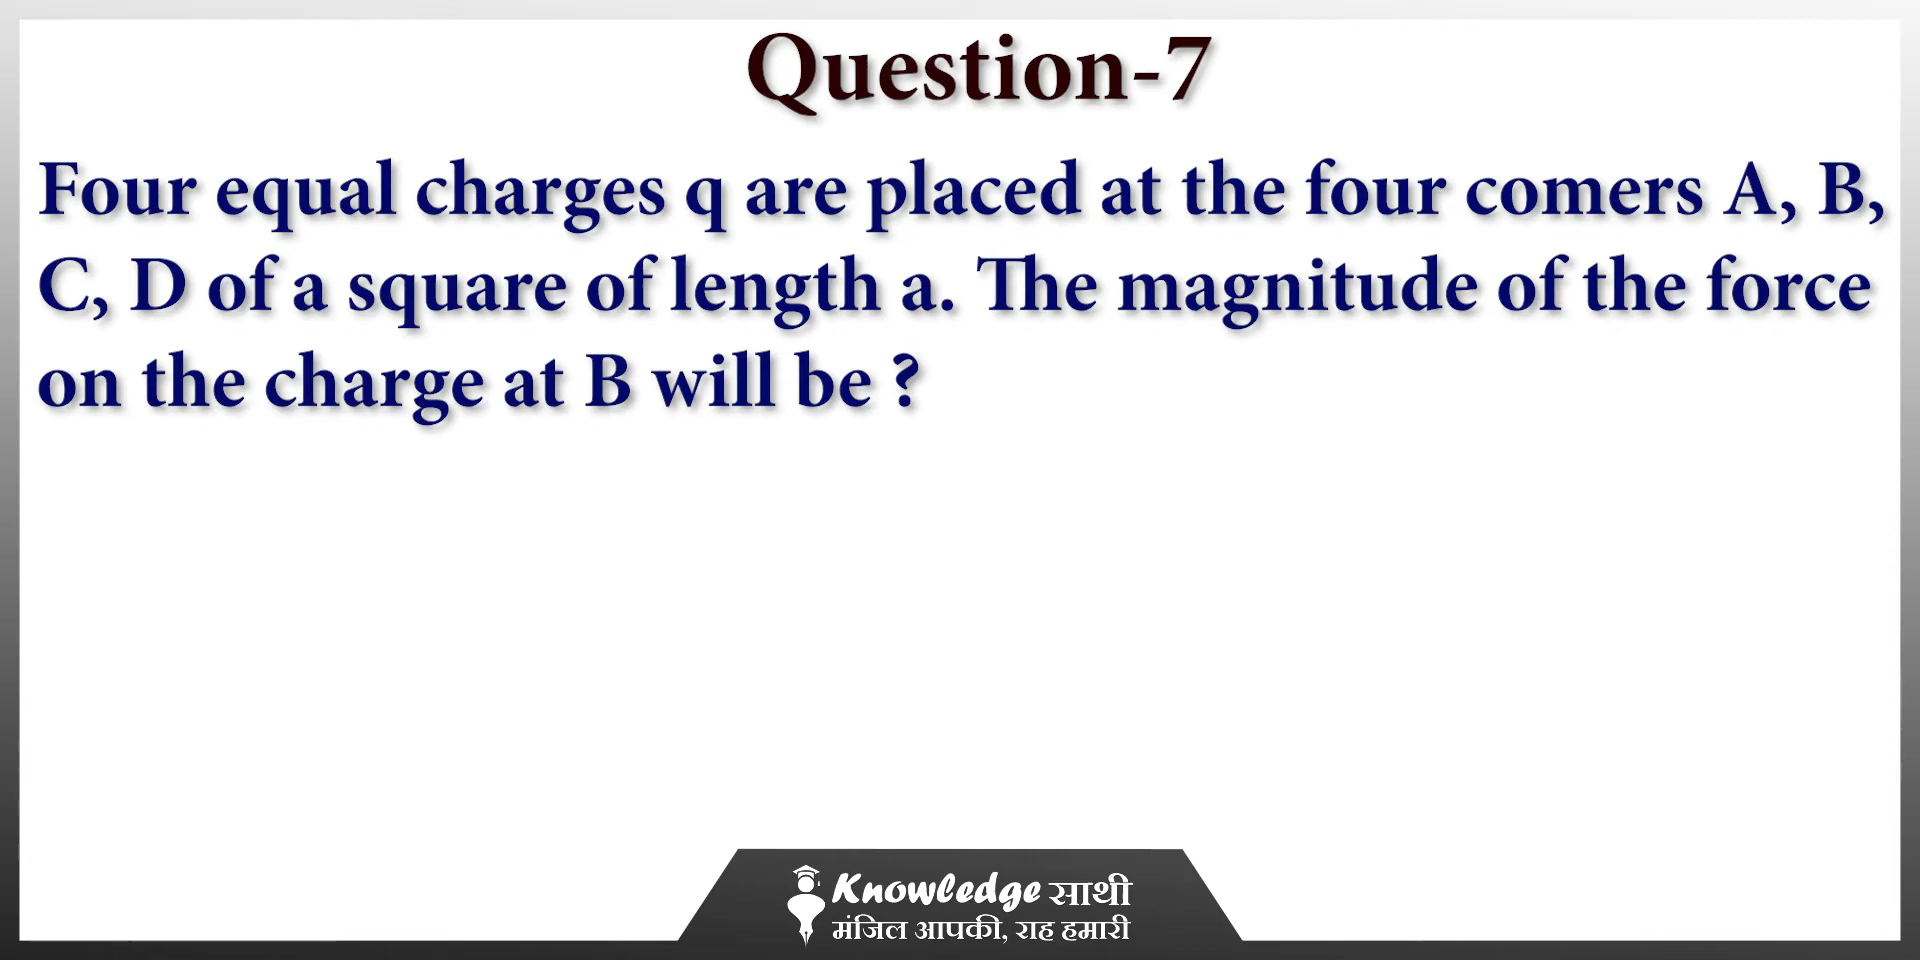 Question-7
Four equal charges q are placed at the four comers A, B,
C, D of a square of length a. The magnitude of the force
on the charge at B will be ?
Knowledge साथी
मंजिल आपकी, राह हमारी